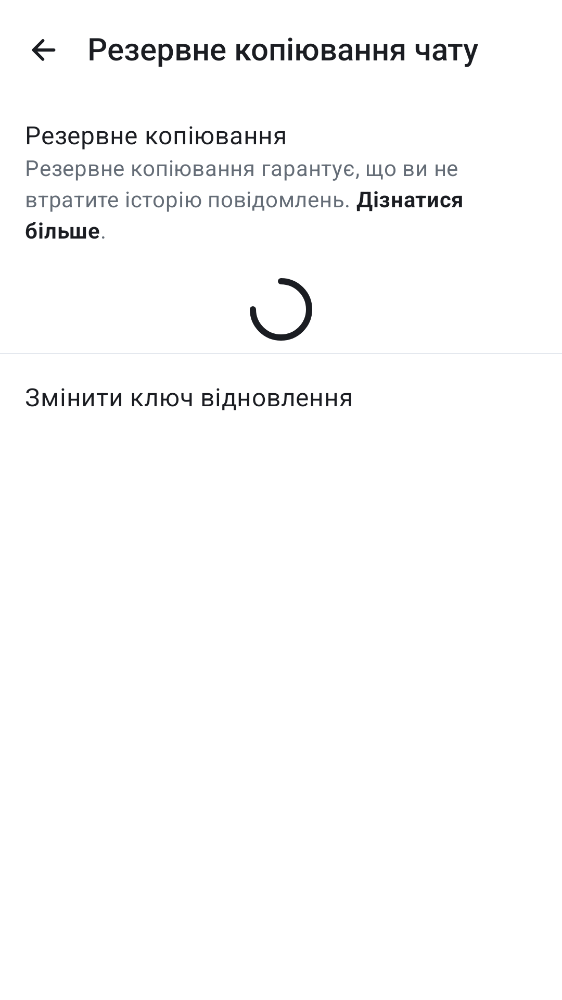 Резервне копіювання чату
Резервне копіювання
Резервне копіювання гарантує, що ви не
втратите історію повідомлень. Дізнатися
більше.
Змінити ключ відновлення